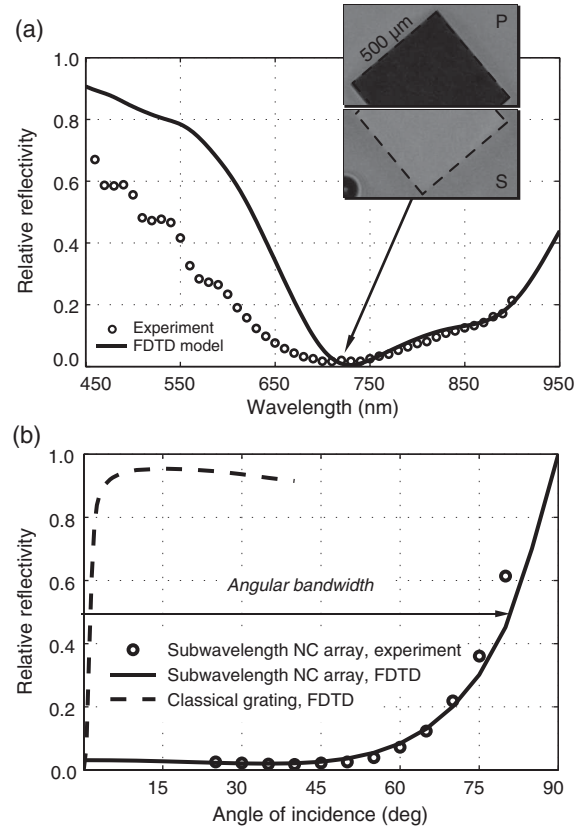 (a)
P
500 μm
S
1.0
0.8
0.6
0.4
0.2
0.0
Relative reflectivity
Experiment
FDTD model
450 550 650 750 850 950
Wavelength (nm)
(b)
1.0
0.8
0.6
0.4
0.2
0.0
Relative reflectivity
Angular bandwidth
Subwavelength NC array, experiment
Subwavelength NC array, FDTD
Classical grating, FDTD
15 30 45 60 75 90
Angle of incidence (deg)